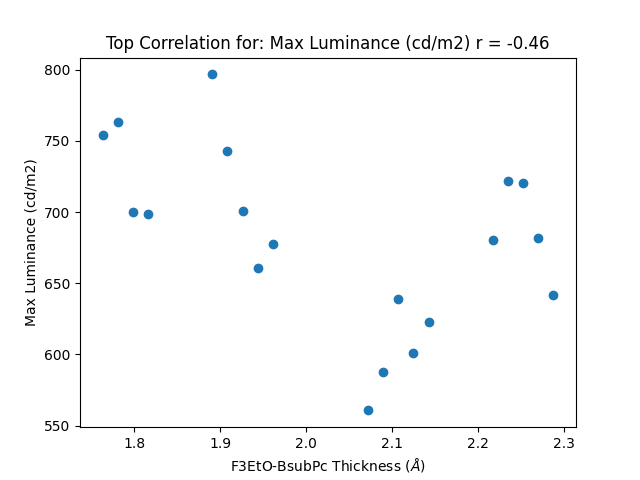 Top Correlation for: Max Luminance (cd/m2) r = -0.46
Max Luminance (cd/m2)
800
750
700
650
600
550
1.8 1.9 2.0 2.1 2.2 2.3
F3EtO-BsubPc Thickness (Å)